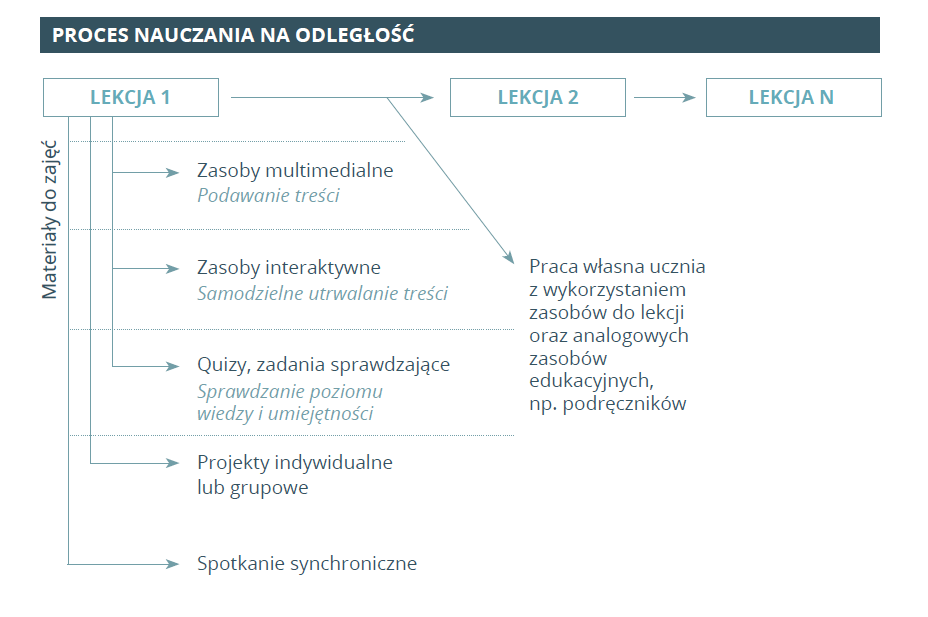 PROCES NAUCZANIA NA ODLEGŁOŚĆ
LEKCJA 1
LEKCJA 2
LEKCJA N
Materiały do zajęć
Zasoby multimedialne
Podawanie treści
Zasoby interaktywne
Samodzielne utrwalanie treści
Quizy, zadania sprawdzające
Sprawdzanie poziomu
wiedzy i umiejętności
Projekty indywidualne
lub grupowe
Spotkanie synchroniczne
Praca własna ucznia
z wykorzystaniem
zasobów do lekcji
oraz analogowych
zasobów
edukacyjnych,
np. podręczników